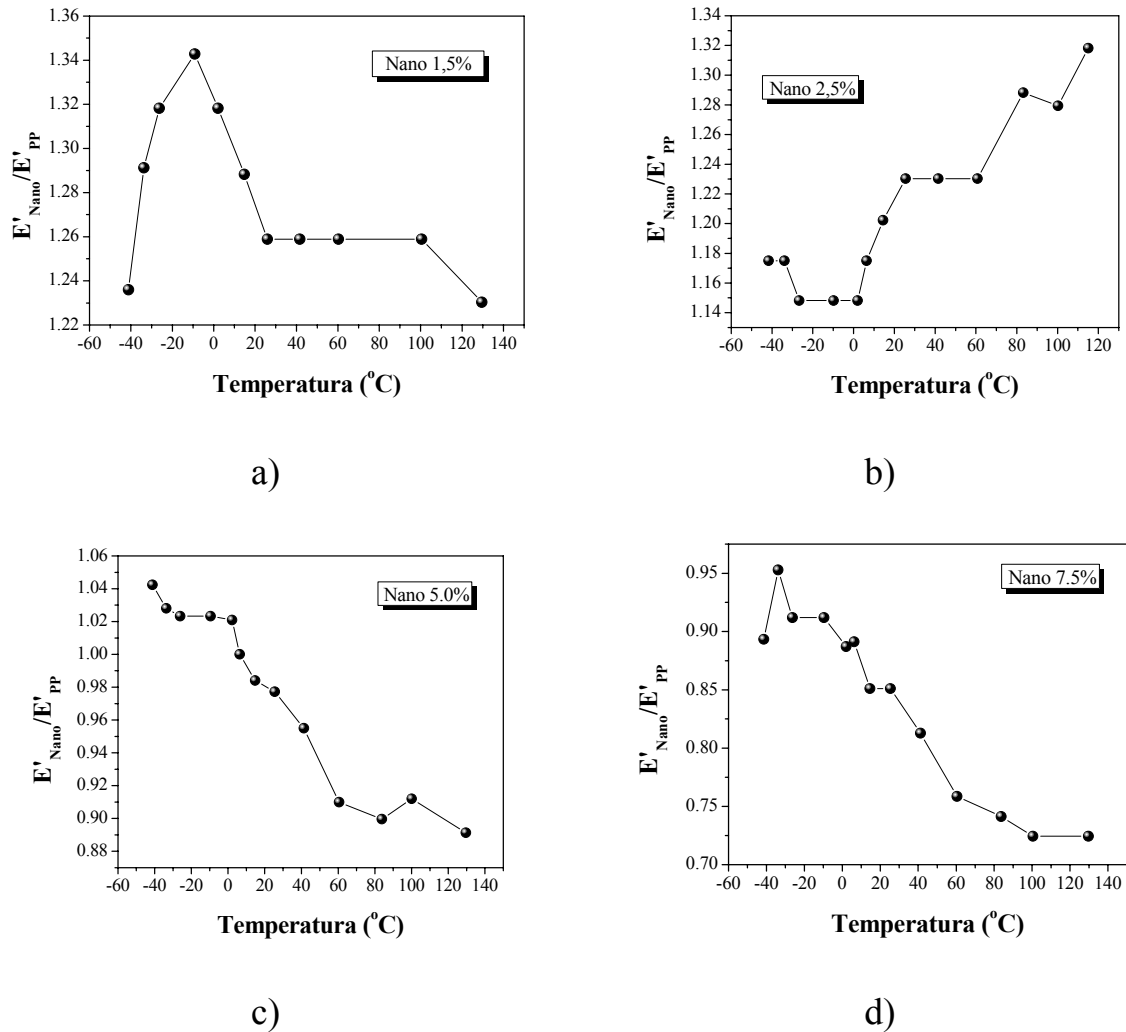 1.36
1.34
1.32
1.30
1.28
1.26
1.24
1.22
E'Nano/E'PP
Nano 1,5%
-60 -40 -20 0 20 40 60 80 100 120 140
Temperatura (oC)
a)
1.34
1.32
1.30
1.28
1.26
1.24
1.22
1.20
1.18
1.16
1.14
E'Nano/E'PP
Nano 2,5%
-60 -40 -20 0 20 40 60 80 100 120
Temperatura (oC)
b)
1.06
1.04
1.02
1.00
0.98
0.96
0.94
0.92
0.90
0.88
E'Nano/E'PP
Nano 5.0%
-60 -40 -20 0 20 40 60 80 100 120 140
Temperatura (oC)
c)
0.95
0.90
0.85
0.80
0.75
0.70
E'Nano/E'PP
Nano 7.5%
-60 -40 -20 0 20 40 60 80 100 120 140
Temperatura (oC)
d)